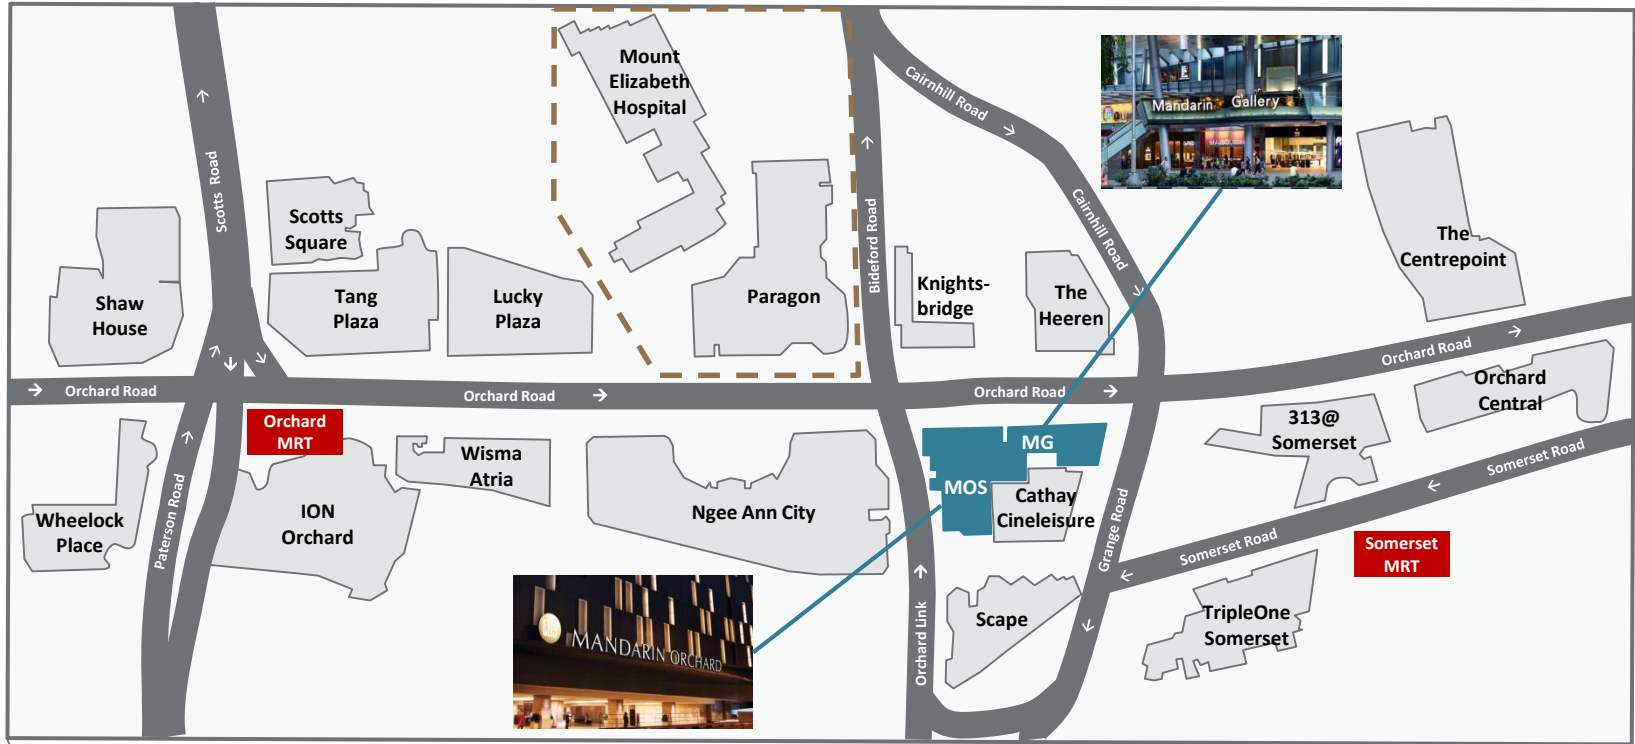 Mount
Elizabeth
Hospital
Cairnhill Road
Mandarin Gallery
Scotts Road
Scotts
Square
Cairnhill Road
Bideford Road
The
Centrepoint
Shaw
House
Tang
Plaza
Lucky
Plaza
Paragon
Knights-
bridge
The
Heeren
Orchard Road
Orchard Road
Orchard Road
Orchard Road
Orchard
MRT
Wisma
Atria
MG
313@
Somerset
Orchard
Central
Wheelock
Place
Paterson Road
ION
Orchard
Ngee Ann City
MOS
Cathay
Cineleisure
Grange Road
Somerset Road
Somerset Road
Somerset
MRT
MANDARIN ORCHARD
Orchard Link
Scape
TripleOne
Somerset